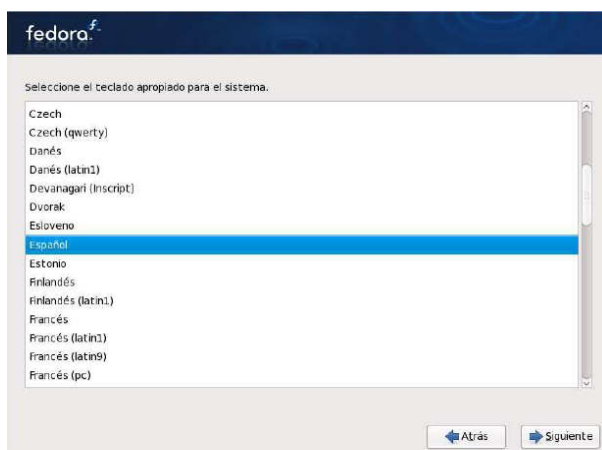 fedora
Seleccione el teclado apropiado para el sistema.
Czech
Czech (qwerty)
Danés
Danés (latin1)
Devanagari (Inscript)
Dvorak
Esloveno
Español
Estonio
Finlandés
Finlandés (latin1)
Francés
Francés (latin1)
Francés (latin9)
Francés (pc)
Atrás
Siguiente